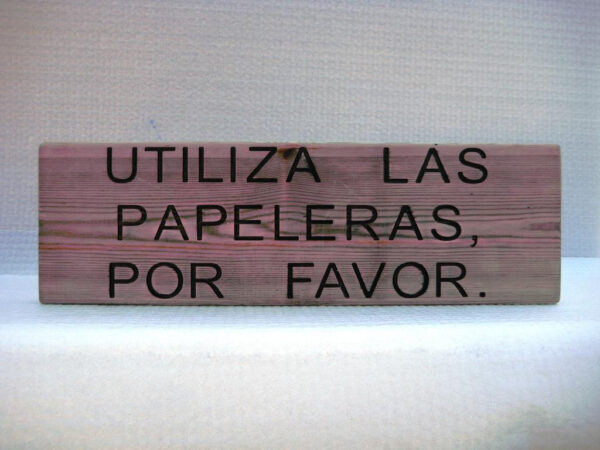 UTILIZA LAS
PAPELERAS,
POR FAVOR.